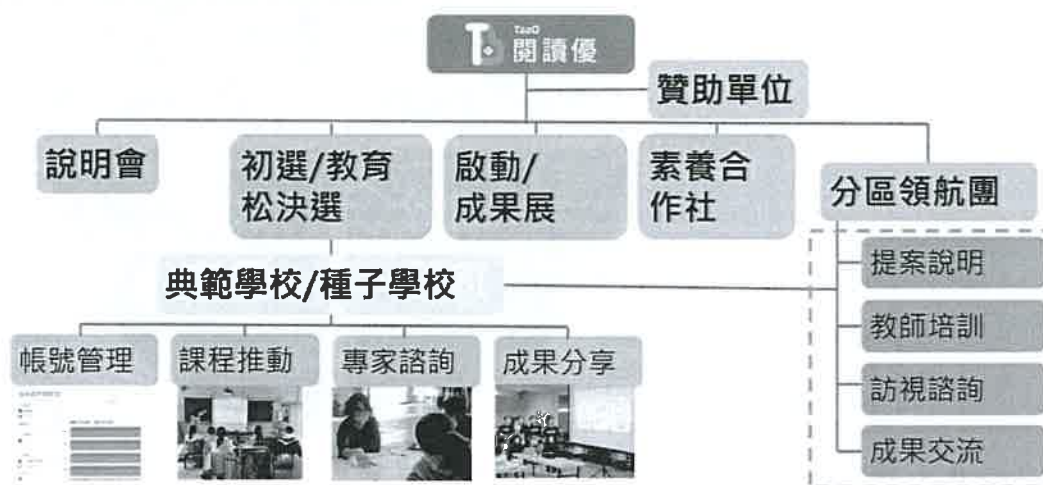 TaaO
閱讀優
贊助單位
說明會
初選/教育
松決選
啟動/
成果展
素養合
作社
分區領航團
提案說明
典範學校/種子學校
教師培訓
帳號管理
課程推動
專家諮詢
成果分享
訪視諮詢
成果交流